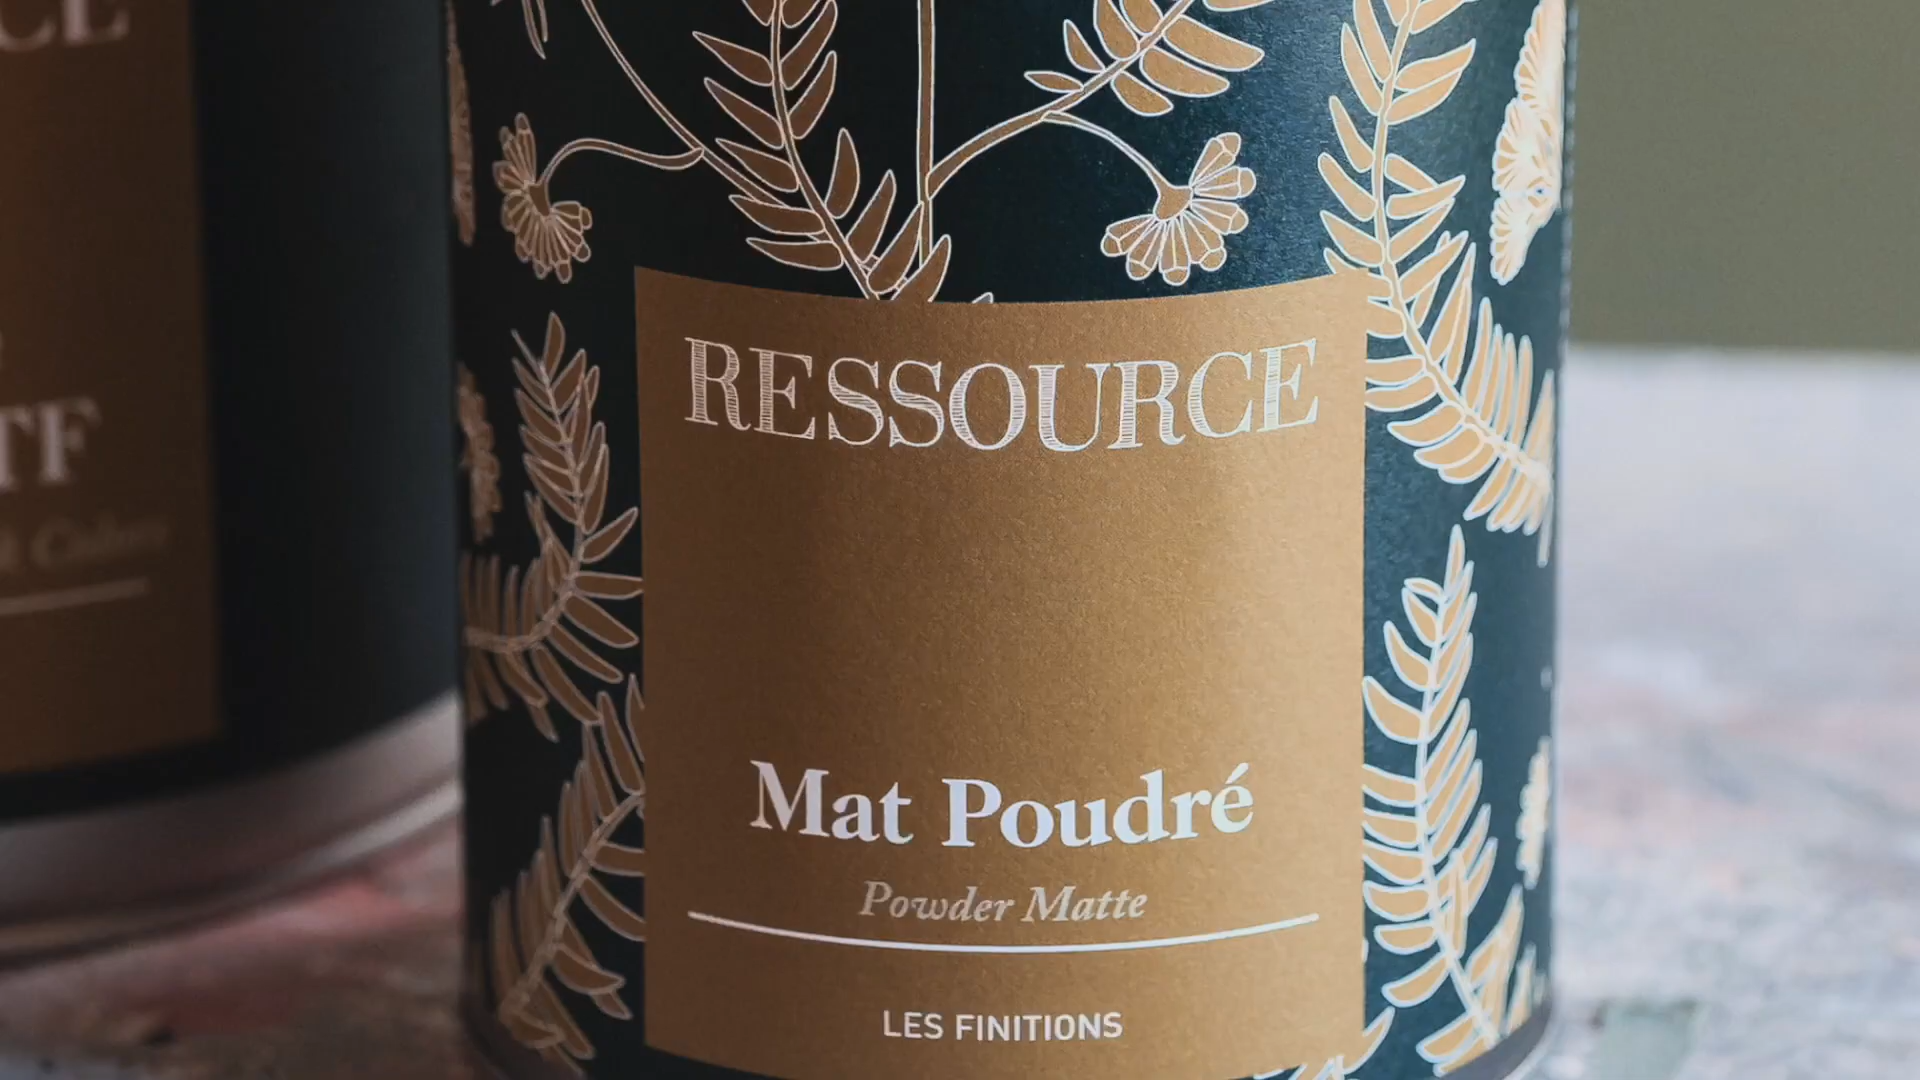 RESSOURCE
Mat Poudré
Powder Matte
LES FINITIONS